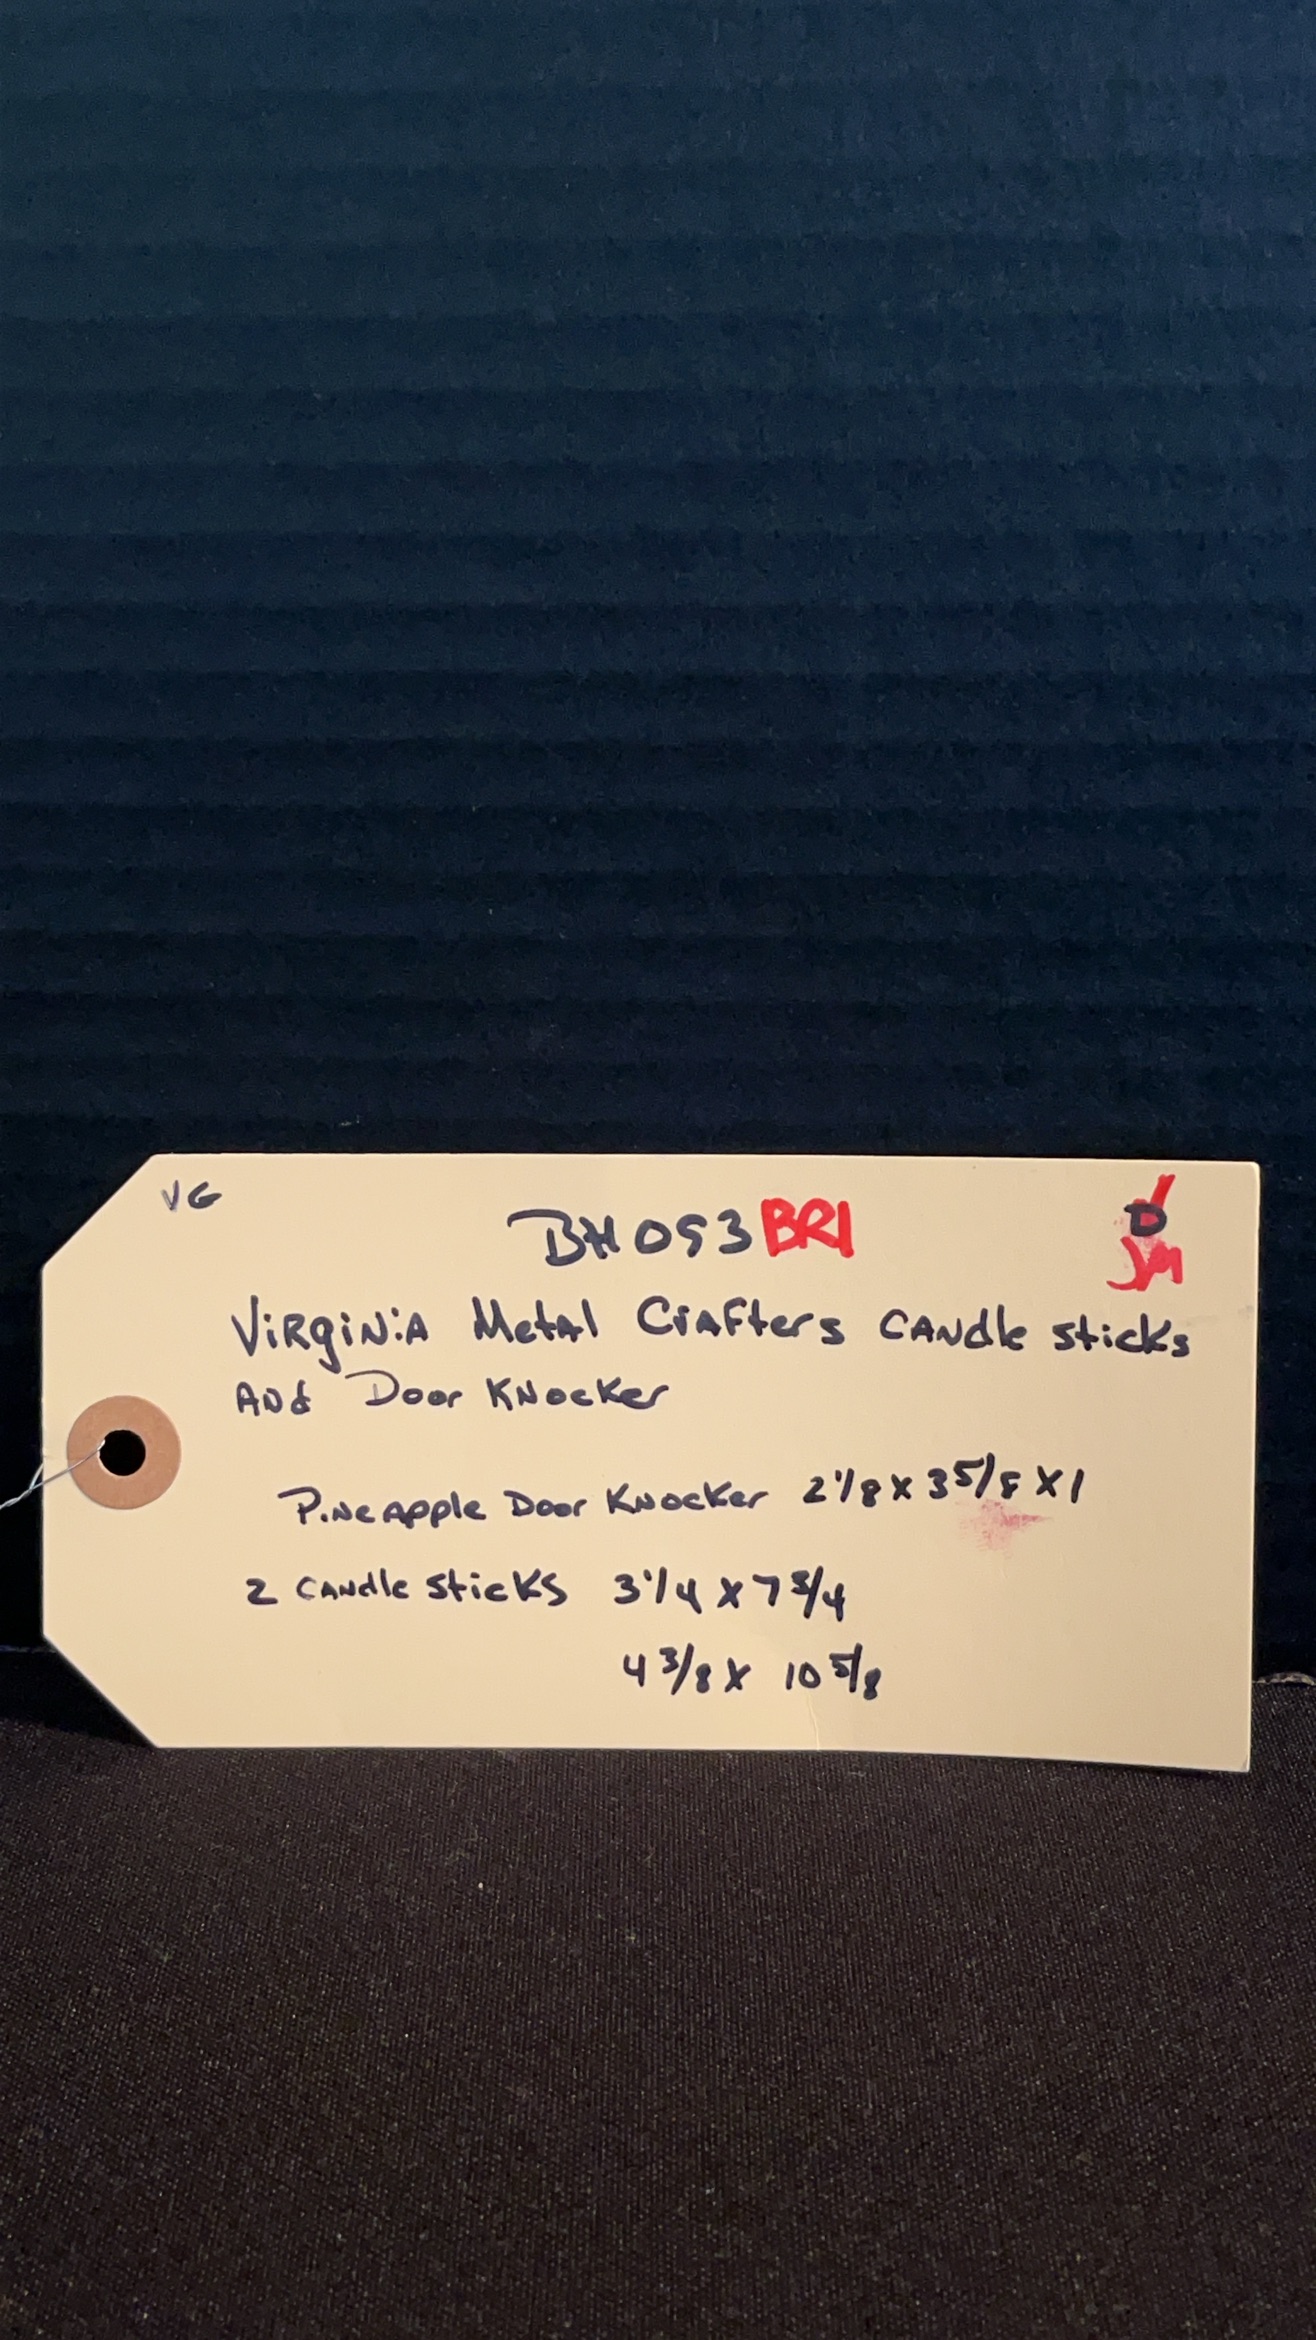 VG
BH053BR1
D
JM
Virginia Metal Crafters Candle sticks
And Door Knocker
Pineapple Door Knocker 2 1/8 x 3 5/8 x 1
2 Candle sticks 3 1/4 x 7 3/4
4 3/8 x 10 5/8